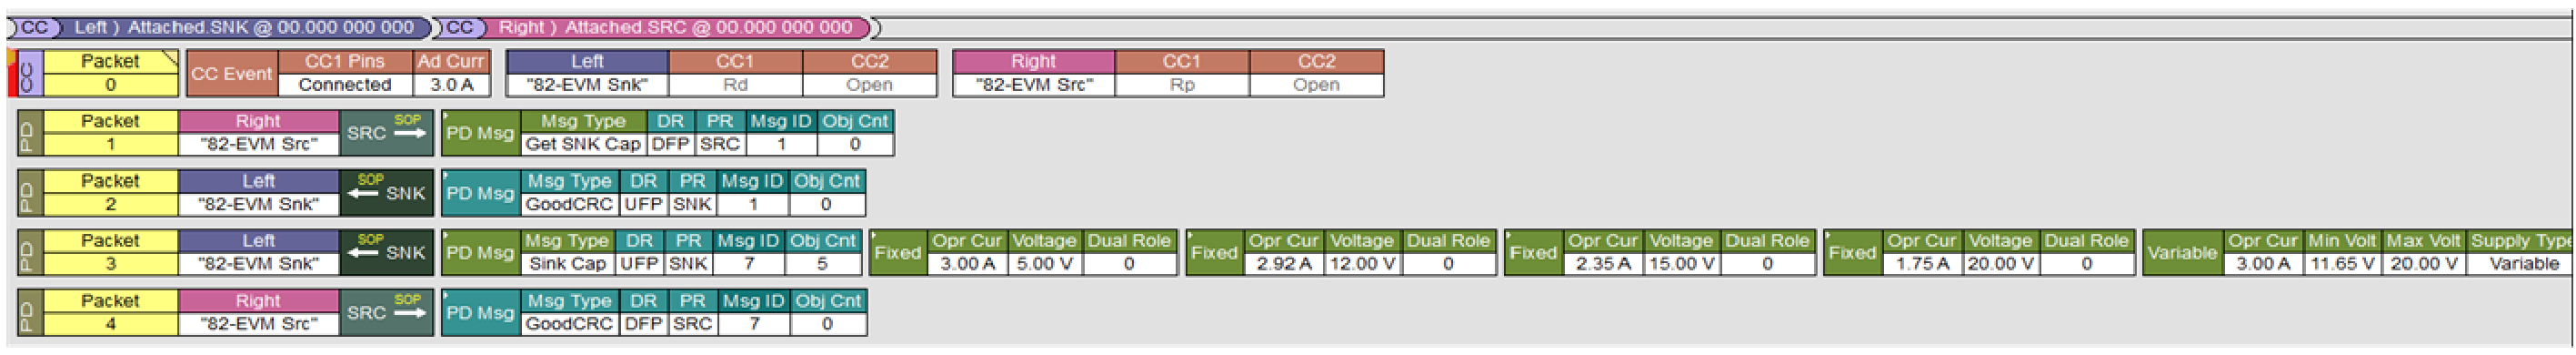 CC Left ) Attached.SNK @ 00.000 000 000 CC Right ) Attached.SRC @ 00.000 000 000
CC Packet CC Event CC1 Pins Ad Curr Left CC1 CC2 Right CC1 CC2
0 Connected 3.0 A "82-EVM Snk" Rd Open "82-EVM Src" Rp Open
PD Packet Right SRC SOP PD Msg Msg Type DR PR Msg ID Obj Cnt
1 "82-EVM Src" Get SNK Cap DFP SRC 1 0
PD Packet Left SOP SNK PD Msg Msg Type DR PR Msg ID Obj Cnt
2 "82-EVM Snk" GoodCRC UFP SNK 1 0
PD Packet Left SOP SNK PD Msg Msg Type DR PR Msg ID Obj Cnt Fixed Opr Cur Voltage Dual Role Fixed Opr Cur Voltage Dual Role Fixed Opr Cur Voltage Dual Role Fixed Opr Cur Voltage Dual Role Variable Opr Cur Min Volt Max Volt Supply Type
3 "82-EVM Snk" Sink Cap UFP SNK 7 5 3.00 A 5.00 V 0 2.92 A 12.00 V 0 2.35 A 15.00 V 0 1.75 A 20.00 V 0 3.00 A 11.65 V 20.00 V Variable
PD Packet Right SRC SOP PD Msg Msg Type DR PR Msg ID Obj Cnt
4 "82-EVM Src" GoodCRC DFP SRC 7 0